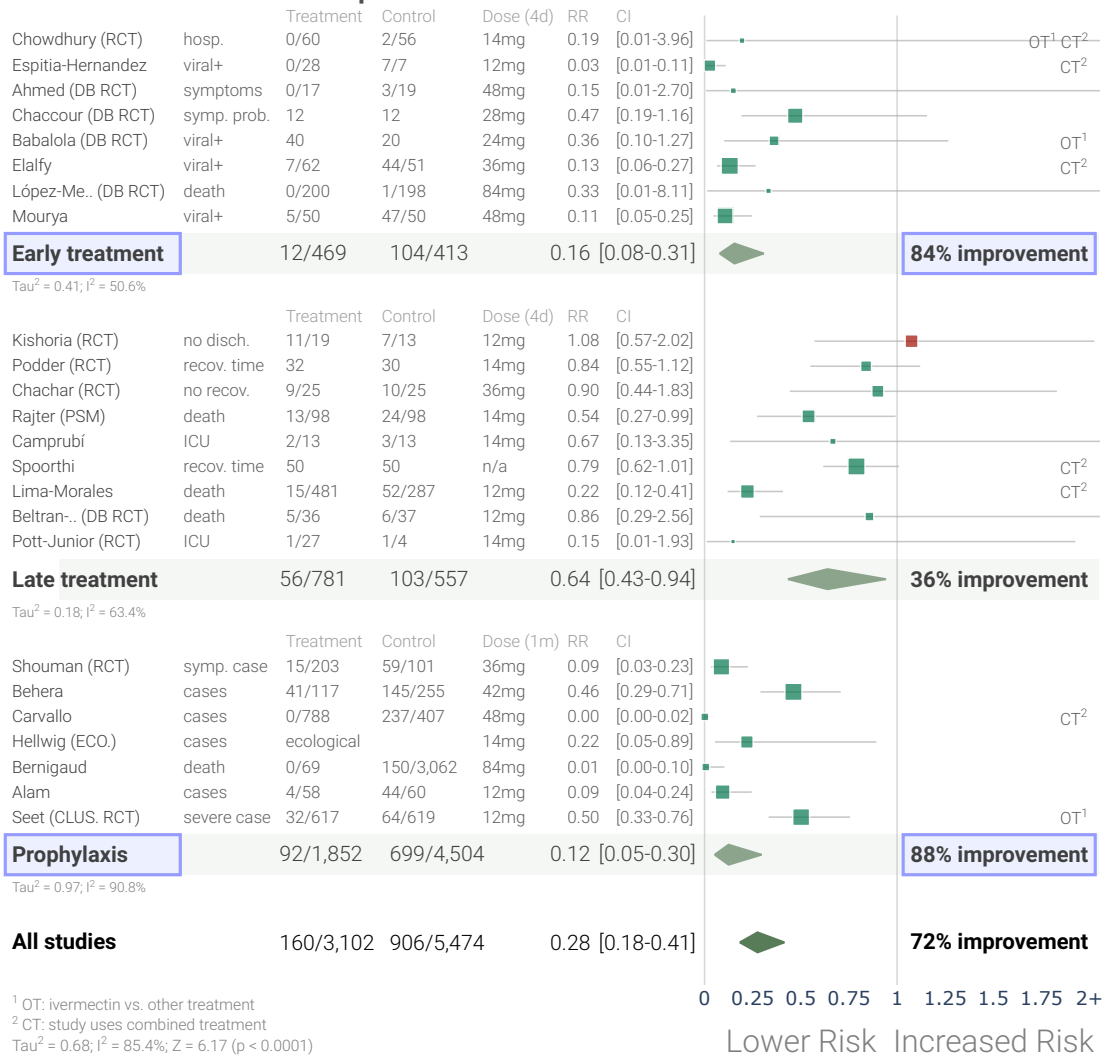 Treatment Control Dose (4d) RR CI
Chowdhury (RCT) hosp. 0/60 2/56 14mg 0.19 [0.01-3.96] OT¹ CT²
Espitia-Hernandez viral+ 0/28 7/7 12mg 0.03 [0.01-0.11] CT²
Ahmed (DB RCT) symptoms 0/17 3/19 48mg 0.15 [0.01-2.70]
Chaccour (DB RCT) symp. prob. 12 12 28mg 0.47 [0.19-1.16]
Babalola (DB RCT) viral+ 40 20 24mg 0.36 [0.10-1.27] OT¹
Elalfy viral+ 7/62 44/51 36mg 0.13 [0.06-0.27] CT²
López-Me.. (DB RCT) death 0/200 1/198 84mg 0.33 [0.01-8.11]
Mourya viral+ 5/50 47/50 48mg 0.11 [0.05-0.25]
Early treatment 12/469 104/413 0.16 [0.08-0.31] 84% improvement
Tau² = 0.41; I² = 50.6%
Treatment Control Dose (4d) RR CI
Kishoria (RCT) no disch. 11/19 7/13 12mg 1.08 [0.57-2.02]
Podder (RCT) recov. time 32 30 14mg 0.84 [0.55-1.12]
Chachar (RCT) no recov. 9/25 10/25 36mg 0.90 [0.44-1.83]
Rajter (PSM) death 13/98 24/98 14mg 0.54 [0.27-0.99]
Camprubí ICU 2/13 3/13 14mg 0.67 [0.13-3.35]
Spoorthi recov. time 50 50 n/a 0.79 [0.62-1.01] CT²
Lima-Morales death 15/481 52/287 12mg 0.22 [0.12-0.41] CT²
Beltran-.. (DB RCT) death 5/36 6/37 12mg 0.86 [0.29-2.56]
Pott-Junior (RCT) ICU 1/27 1/4 14mg 0.15 [0.01-1.93]
Late treatment 56/781 103/557 0.64 [0.43-0.94] 36% improvement
Tau² = 0.18; I² = 63.4%
Treatment Control Dose (1m) RR CI
Shouman (RCT) symp. case 15/203 59/101 36mg 0.09 [0.03-0.23]
Behera cases 41/117 145/255 42mg 0.46 [0.29-0.71]
Carvallo cases 0/788 237/407 48mg 0.00 [0.00-0.02] CT²
Hellwig (ECO.) cases ecological 14mg 0.22 [0.05-0.89]
Bernigaud death 0/69 150/3,062 84mg 0.01 [0.00-0.10]
Alam cases 4/58 44/60 12mg 0.09 [0.04-0.24]
Seet (CLUS. RCT) severe case 32/617 64/619 12mg 0.50 [0.33-0.76] OT¹
Prophylaxis 92/1,852 699/4,504 0.12 [0.05-0.30] 88% improvement
Tau² = 0.97; I² = 90.8%
All studies 160/3,102 906/5,474 0.28 [0.18-0.41] 72% improvement
0 0.25 0.5 0.75 1 1.25 1.5 1.75 2+
¹ OT: ivermectin vs. other treatment
² CT: study uses combined treatment
Tau² = 0.68; I² = 85.4%; Z = 6.17 (p < 0.0001)
Lower Risk Increased Risk